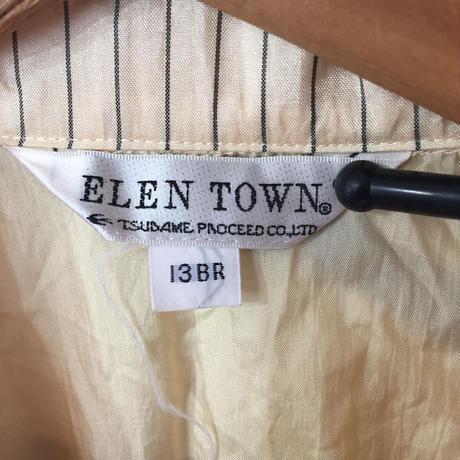 ELEN TOWN®
TSUBAME PROCEED CO.,LTD
13BR